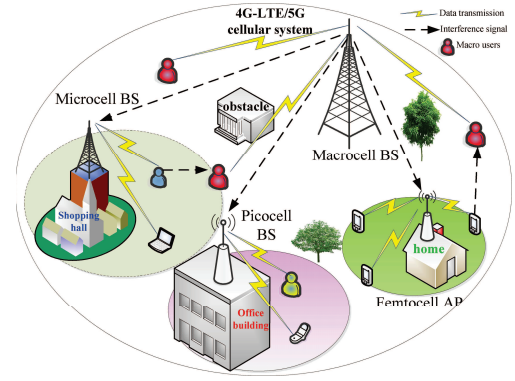 4G-LTE/5G
cellular system
Data transmission
Interference signal
Macro users
Microcell BS
obstacle
Macrocell BS
Shopping
hall
Picocell
BS
home
Office
building
Femtocell AP